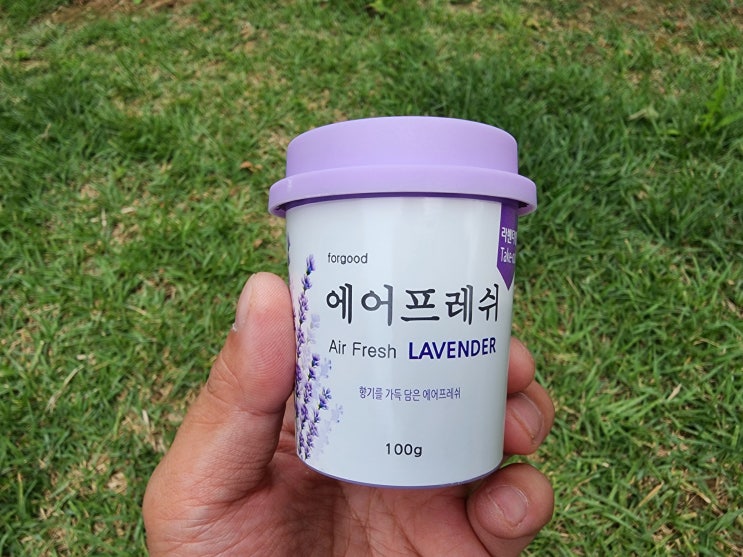 forgood
에어프레쉬
Air Fresh LAVENDER
향기를 가득 담은 에어프레쉬
100g